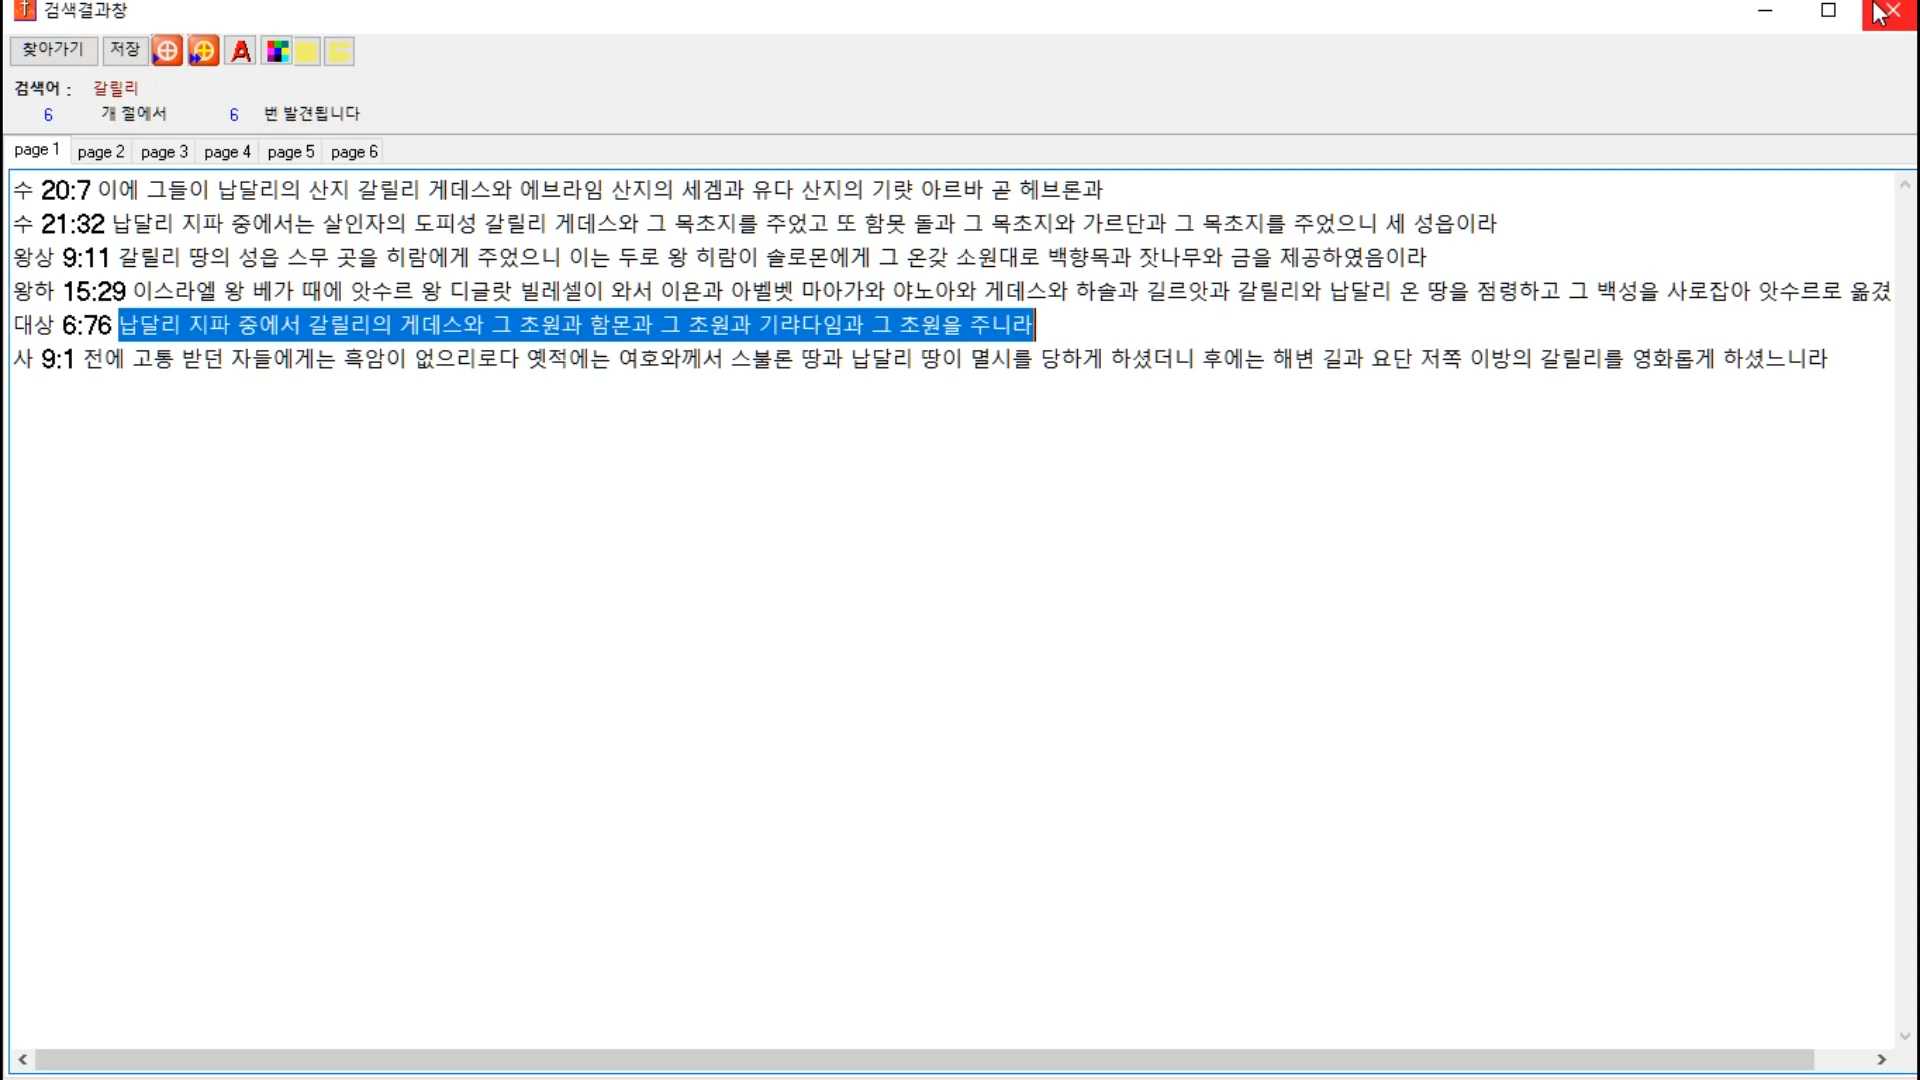 검색결과창
찾아가기 저장
검색어 : 갈릴리
6 개 절에서 6 번 발견됩니다
page 1 page 2 page 3 page 4 page 5 page 6
수 20:7 이에 그들이 납달리의 산지 갈릴리 게데스와 에브라임 산지의 세겜과 유다 산지의 기럇 아르바 곧 헤브론과
수 21:32 납달리 지파 중에서는 살인자의 도피성 갈릴리 게데스와 그 목초지를 주었고 또 함못 돌과 그 목초지와 가르단과 그 목초지를 주었으니 세 성읍이라
왕상 9:11 갈릴리 땅의 성읍 스무 곳을 히람에게 주었으니 이는 두로 왕 히람이 솔로몬에게 그 온갖 소원대로 백향목과 잣나무와 금을 제공하였음이라
왕하 15:29 이스라엘 왕 베가 때에 앗수르 왕 디글랏 빌레셀이 와서 이욘과 아벨벳 마아가와 야노아와 게데스와 하솔과 길르앗과 갈릴리와 납달리 온 땅을 점령하고 그 백성을 사로잡아 앗수르로 옮겼
대상 6:76 납달리 지파 중에서 갈릴리의 게데스와 그 초원과 함몬과 그 초원과 기랴다임과 그 초원을 주니라
사 9:1 전에 고통 받던 자들에게는 흑암이 없으리로다 옛적에는 여호와께서 스불론 땅과 납달리 땅이 멸시를 당하게 하셨더니 후에는 해변 길과 요단 저쪽 이방의 갈릴리를 영화롭게 하셨느니라